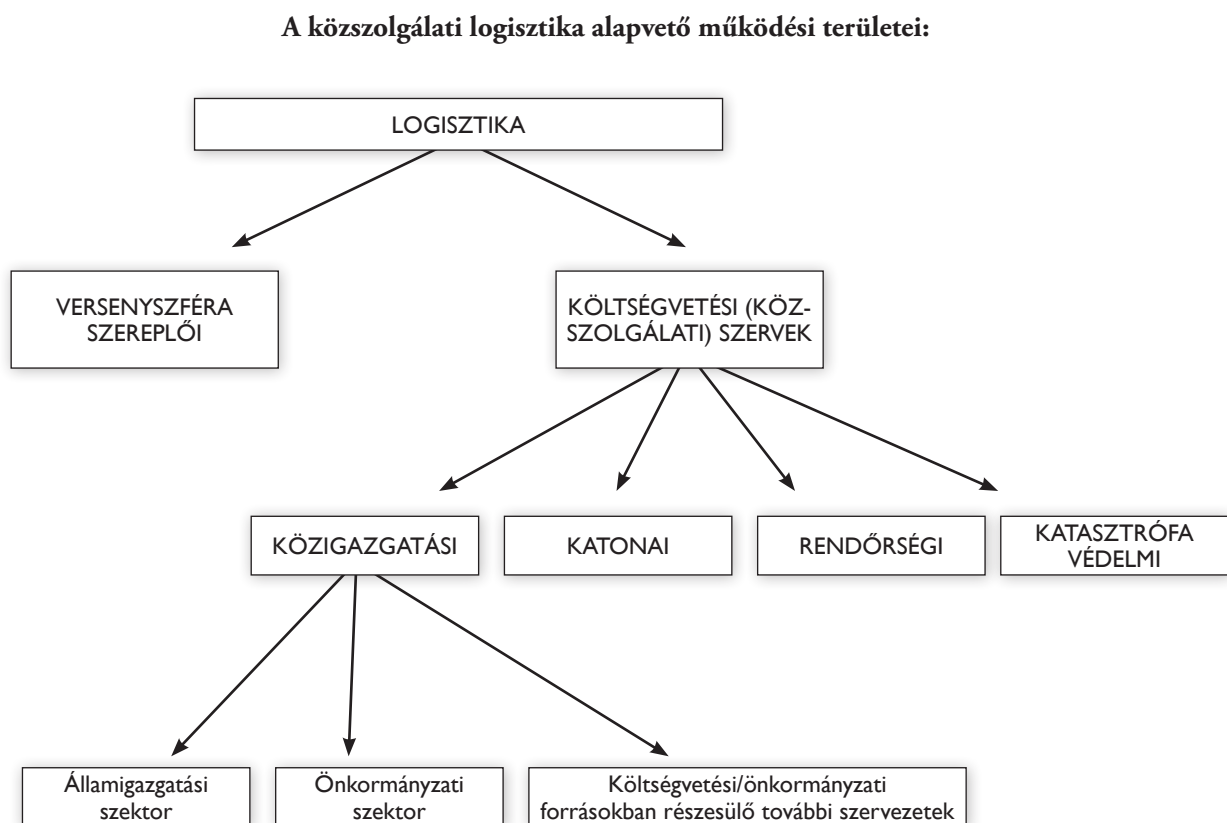 A közszolgálati logisztika alapvető működési területei:
LOGISZTIKA
VERSENYSZFÉRA
SZEREPLŐI
KÖLTSÉGVETÉSI (KÖZ-
SZOLGÁLATI) SZERVEK
KÖZIGAZGATÁSI
KATONAI
RENDŐRSÉGI
KATASZTRÓFA
VÉDELMI
Államigazgatási
szektor
Önkormányzati
szektor
Költségvetési/önkormányzati
forrásokban részesülő további szervezetek